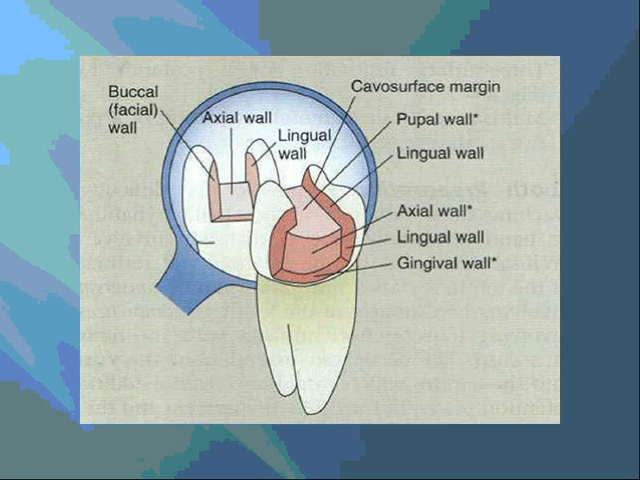 Buccal
(facial)
wall
Axial wall
Lingual
wall
Cavosurface margin
Pupal wall*
Lingual wall
Axial wall*
Lingual wall
Gingival wall*